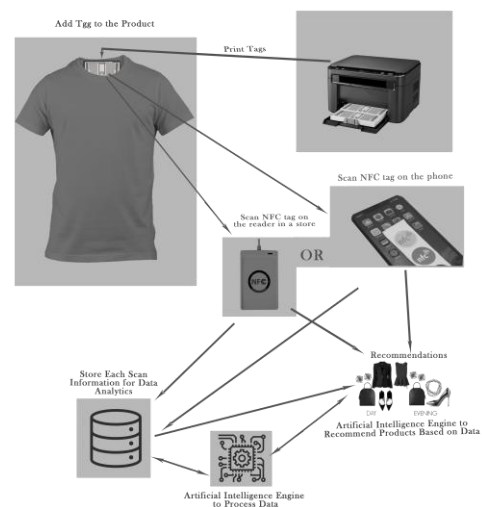 Add Tgg to the Product
Print Tags
Scan NFC tag on the phone
Scan NFC tag on
the reader in a store
OR
NFC
Recommendations
DAY
EVENING
Store Each Scan
Information for Data
Analytics
Artificial Intelligence Engine to
Recommend Products Based on Data
Artificial Intelligence Engine
to Process Data